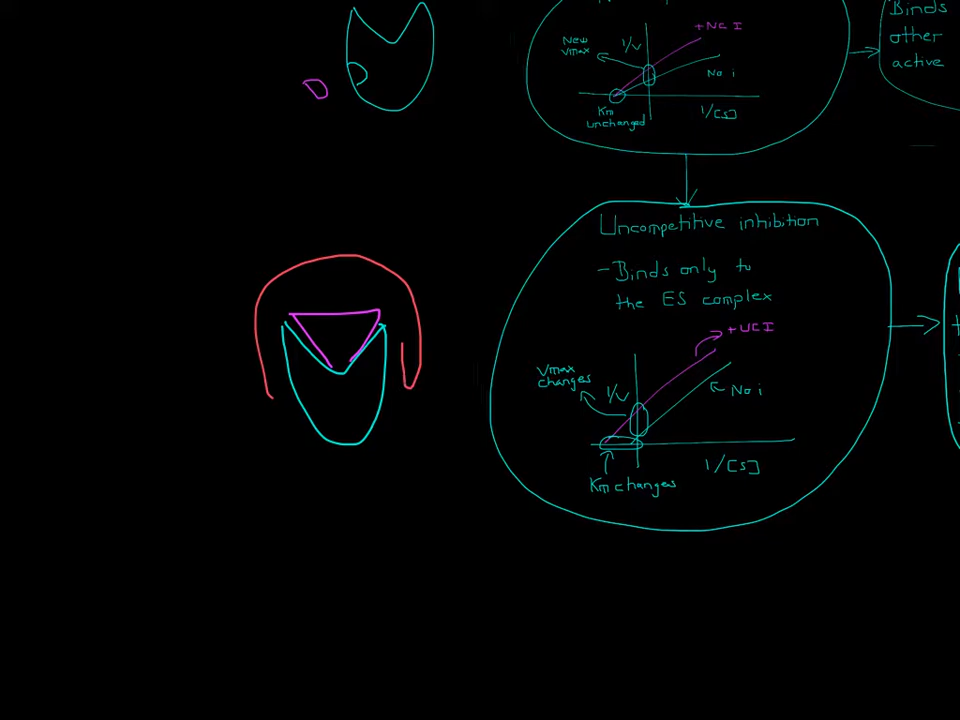 Binds
other
active
+NC I
New
Vmax
1/V
No i
Km
unchanged
1/[s]
Uncompetitive inhibition
- Binds only to
the ES complex
+UC I
Vmax
changes
1/V
No i
1/[s]
Km changes